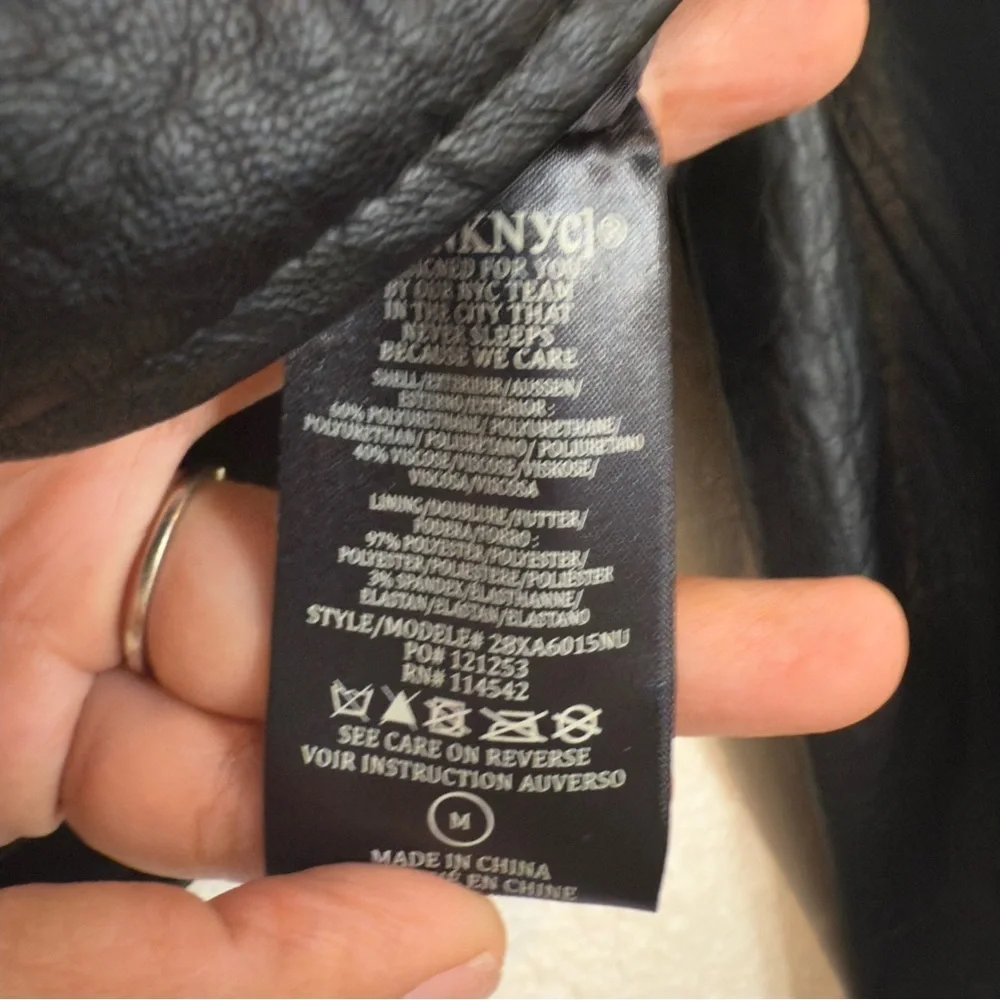 NKNYC]®
IGNED FOR YOU
BY OUR NYC TEAM
IN THE CITY THAT
NEVER SLEEPS
BECAUSE WE CARE
SHELL/EXTERIEUR/AUSSEN/
ESTERNO/EXTERIOR :
60% POLYURETHANE/ POLYURETHANE/
POLYURETHAN/ POLIURETANO/ POLIURETANO
40% VISCOSE/VISCOSE/VISKOSE/
VISCOSA/VISCOSA
LINING/DOUBLURE/FUTTER/
FODERA/FORRO :
97% POLYESTER/POLYESTER/
POLYESTER/POLIESTERE/POLIÉSTER
3% SPANDEX/ELASTHANNE/
ELASTAN/ELASTAN/ELASTANO
STYLE/MODELE# 28XA6015NU
PO# 121253
RN# 114542
SEE CARE ON REVERSE
VOIR INSTRUCTION AUVERSO
M
MADE IN CHINA
EN CHINE